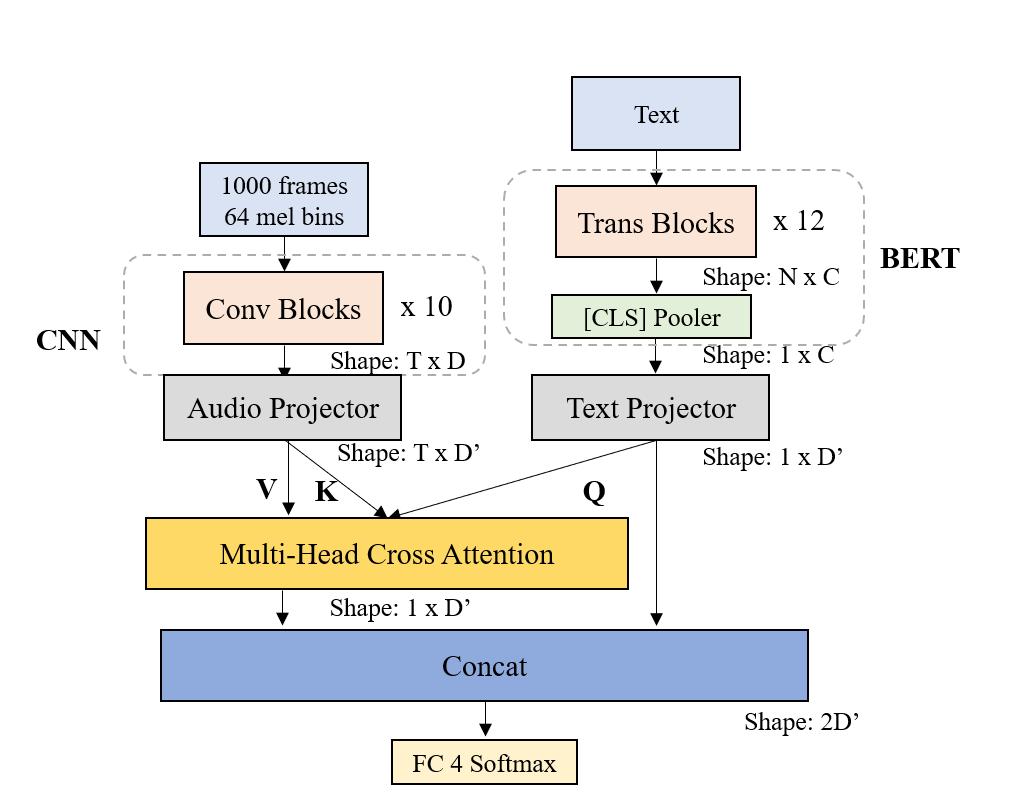 Text
1000 frames
64 mel bins
Trans Blocks
x 12
BERT
Shape: N x C
Conv Blocks
x 10
CNN
[CLS] Pooler
Shape: T x D
Shape: 1 x C
Audio Projector
Text Projector
Shape: T x D’
Shape: 1 x D’
V
K
Q
Multi-Head Cross Attention
Shape: 1 x D’
Concat
Shape: 2D’
FC 4 Softmax